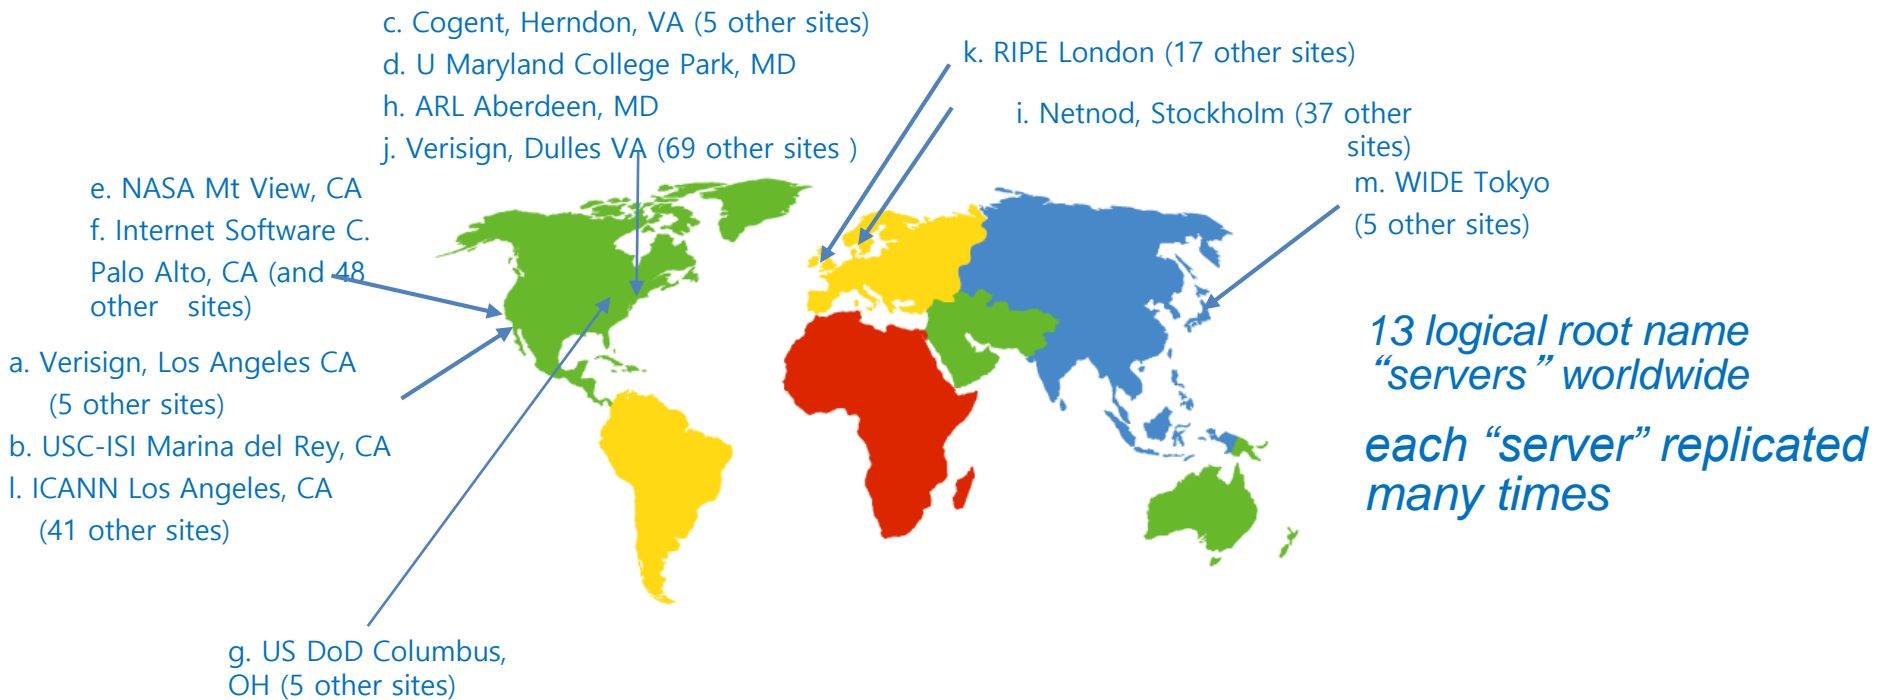 c. Cogent, Herndon, VA (5 other sites)
d. U Maryland College Park, MD
h. ARL Aberdeen, MD
j. Verisign, Dulles VA (69 other sites )
k. RIPE London (17 other sites)
i. Netnod, Stockholm (37 other
sites)
m. WIDE Tokyo
(5 other sites)
e. NASA Mt View, CA
f. Internet Software C.
Palo Alto, CA (and 48
other sites)
a. Verisign, Los Angeles CA
(5 other sites)
b. USC-ISI Marina del Rey, CA
l. ICANN Los Angeles, CA
(41 other sites)
g. US DoD Columbus,
OH (5 other sites)
13 logical root name
“servers” worldwide
each “server” replicated
many times